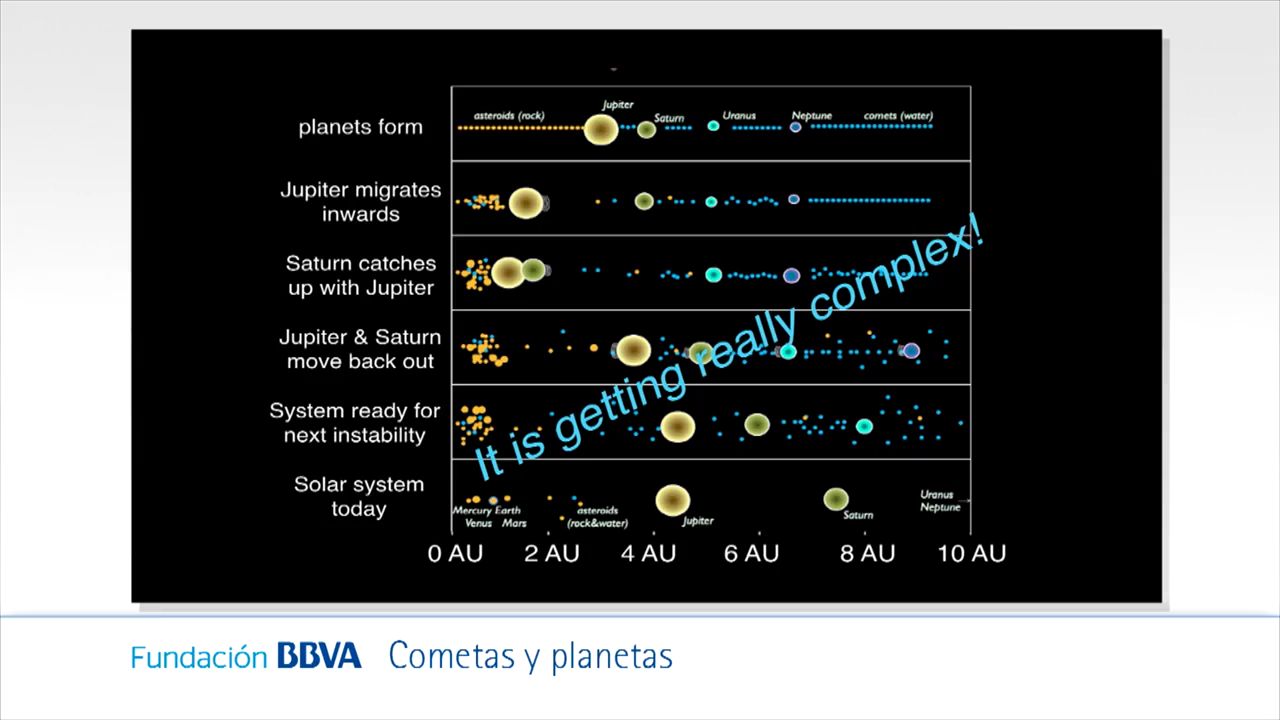 planets form
asteroids (rock)
Jupiter
Saturn
Uranus
Neptune
comets (water)
Jupiter migrates
inwards
Saturn catches
up with Jupiter
Jupiter & Saturn
move back out
System ready for
next instability
Solar system
today
Mercury Earth
Venus Mars
asteroids
(rock&water)
Jupiter
Saturn
Uranus
Neptune
0 AU 2 AU 4 AU 6 AU 8 AU 10 AU
It is getting really complex!
Fundación BBVA Cometas y planetas